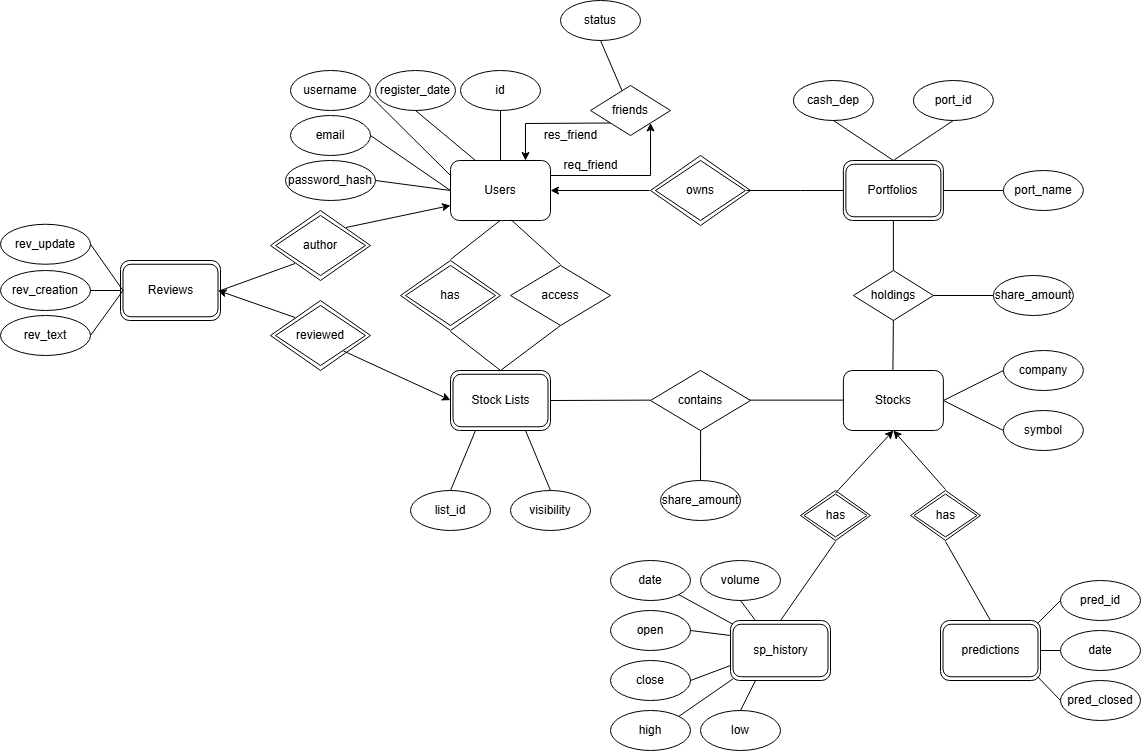 status
username
register_date
id
friends
cash_dep
port_id
email
res_friend
req_friend
password_hash
Users
owns
Portfolios
port_name
rev_update
author
rev_creation
Reviews
has
access
holdings
share_amount
rev_text
reviewed
company
Stock Lists
contains
Stocks
symbol
list_id
visibility
share_amount
has
has
date
volume
pred_id
open
sp_history
predictions
date
close
pred_closed
high
low